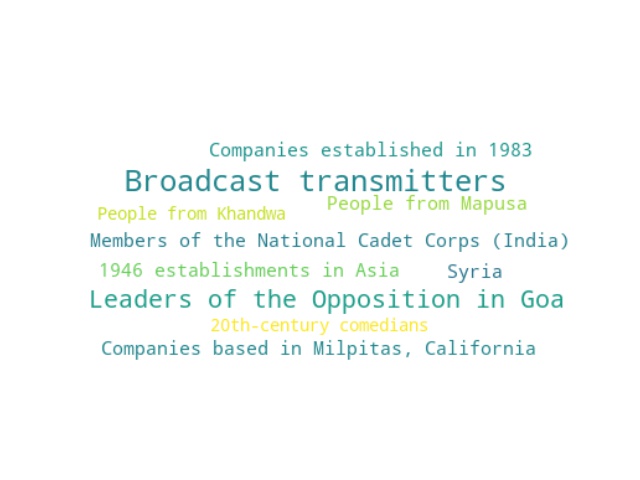 Companies established in 1983
Broadcast transmitters
People from Mapusa
People from Khandwa
Members of the National Cadet Corps (India)
1946 establishments in Asia
Syria
Leaders of the Opposition in Goa
20th-century comedians
Companies based in Milpitas, California